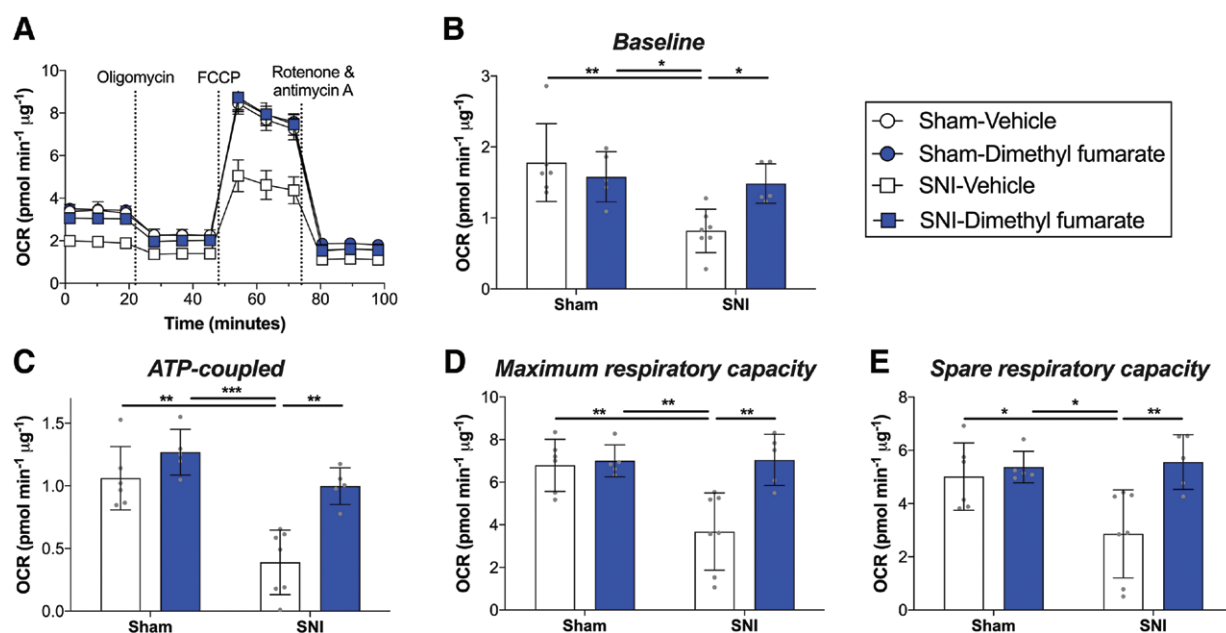 A
OCR (pmol min⁻¹ µg⁻¹)
10
8
6
4
2
0
Oligomycin
FCCP
Rotenone &
antimycin A
0 20 40 60 80 100
Time (minutes)
B
Baseline
** * *
OCR (pmol min⁻¹ µg⁻¹)
3
2
1
0
Sham SNI
Sham-Vehicle
Sham-Dimethyl fumarate
SNI-Vehicle
SNI-Dimethyl fumarate
C
ATP-coupled
** *** **
OCR (pmol min⁻¹ µg⁻¹)
1.5
1.0
0.5
0.0
Sham SNI
D
Maximum respiratory capacity
** ** **
OCR (pmol min⁻¹ µg⁻¹)
10
8
6
4
2
0
Sham SNI
E
Spare respiratory capacity
* * **
OCR (pmol min⁻¹ µg⁻¹)
8
6
4
2
0
Sham SNI